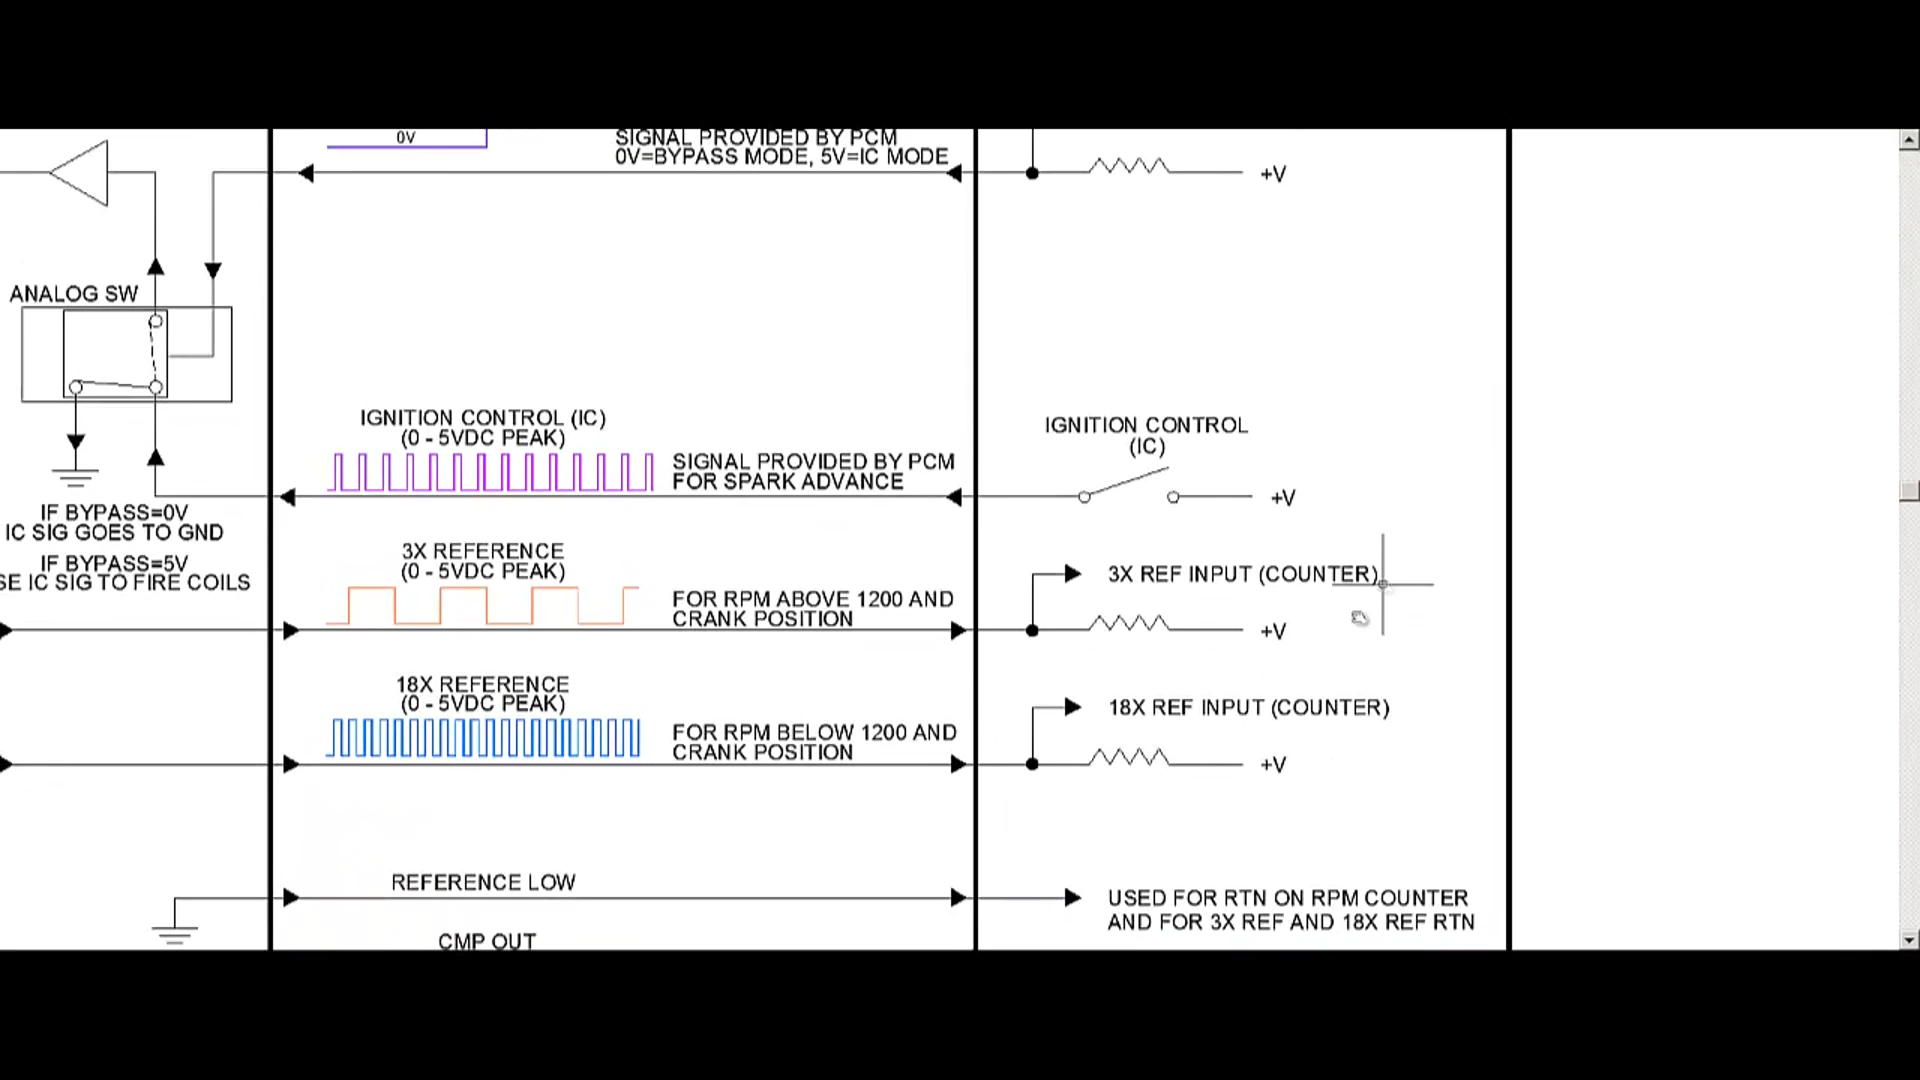 0V
SIGNAL PROVIDED BY PCM
0V=BYPASS MODE, 5V=IC MODE
+V
ANALOG SW
IGNITION CONTROL (IC)
(0 - 5VDC PEAK)
SIGNAL PROVIDED BY PCM
FOR SPARK ADVANCE
IGNITION CONTROL
(IC)
+V
IF BYPASS=0V
IC SIG GOES TO GND
IF BYPASS=5V
SE IC SIG TO FIRE COILS
3X REFERENCE
(0 - 5VDC PEAK)
FOR RPM ABOVE 1200 AND
CRANK POSITION
3X REF INPUT (COUNTER)
+V
18X REFERENCE
(0 - 5VDC PEAK)
FOR RPM BELOW 1200 AND
CRANK POSITION
18X REF INPUT (COUNTER)
+V
REFERENCE LOW
USED FOR RTN ON RPM COUNTER
AND FOR 3X REF AND 18X REF RTN
CMP OUT